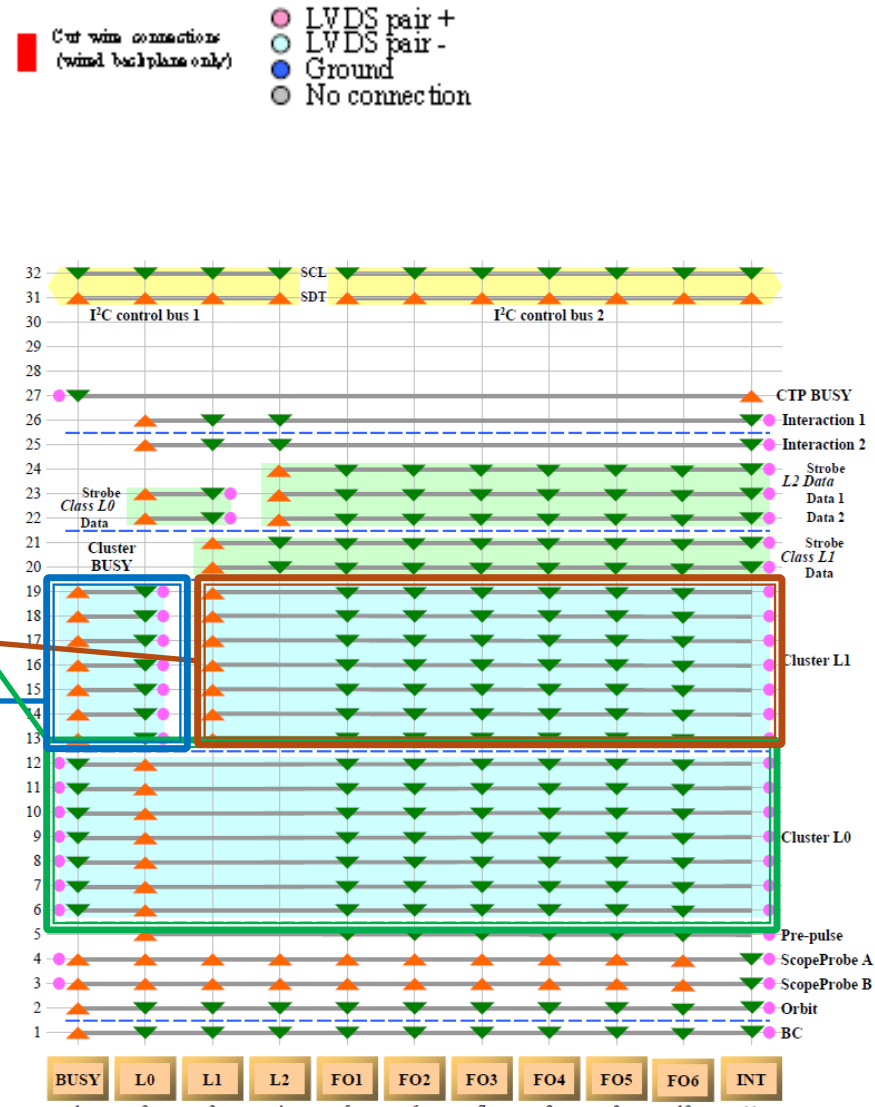 Cut wire connections
(wired backplane only)
LVDS pair +
LVDS pair -
Ground
No connection
32 SCL
31 SDT
I²C control bus 1 I²C control bus 2
30
29
28
27 CTP BUSY
26 Interaction 1
25 Interaction 2
24 Strobe
L2 Data
23 Strobe Data 1
Class L0
22 Data Data 2
21 Strobe
Cluster Class L1
BUSY
20 Data
19
18
17
16 Cluster L1
15
14
13
12
11
10
9 Cluster L0
8
7
6
5 Pre-pulse
4 ScopeProbe A
3 ScopeProbe B
2 Orbit
1 BC
BUSY L0 L1 L2 FO1 FO2 FO3 FO4 FO5 FO6 INT